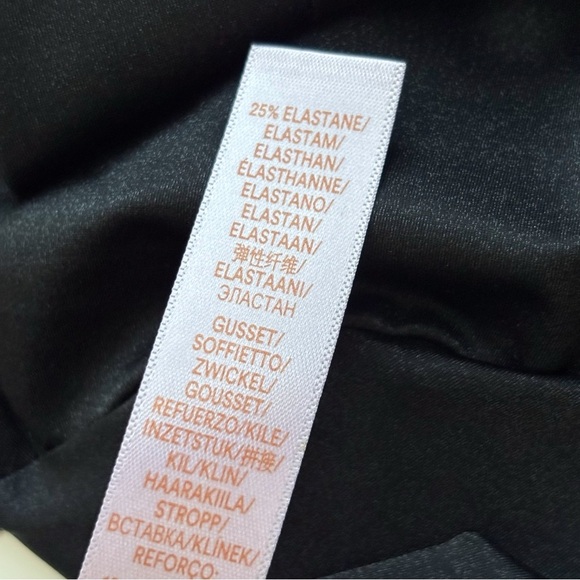 25% ELASTANE/
ELASTAM/
ELASTHAN/
ÉLASTHANNE/
ELASTANO/
ELASTAN/
ELASTAAN/
弹性纤维/
ELASTAANI/
ЭЛАСТАН
GUSSET/
SOFFIETTO/
ZWICKEL/
GOUSSET/
REFUERZO/KILE/
INZETSTUK/拼接/
KIL/KLIN/
HAARAKIILA/
STROPP/
ВСТАВКА/KLÍNEK/
REFORÇO: